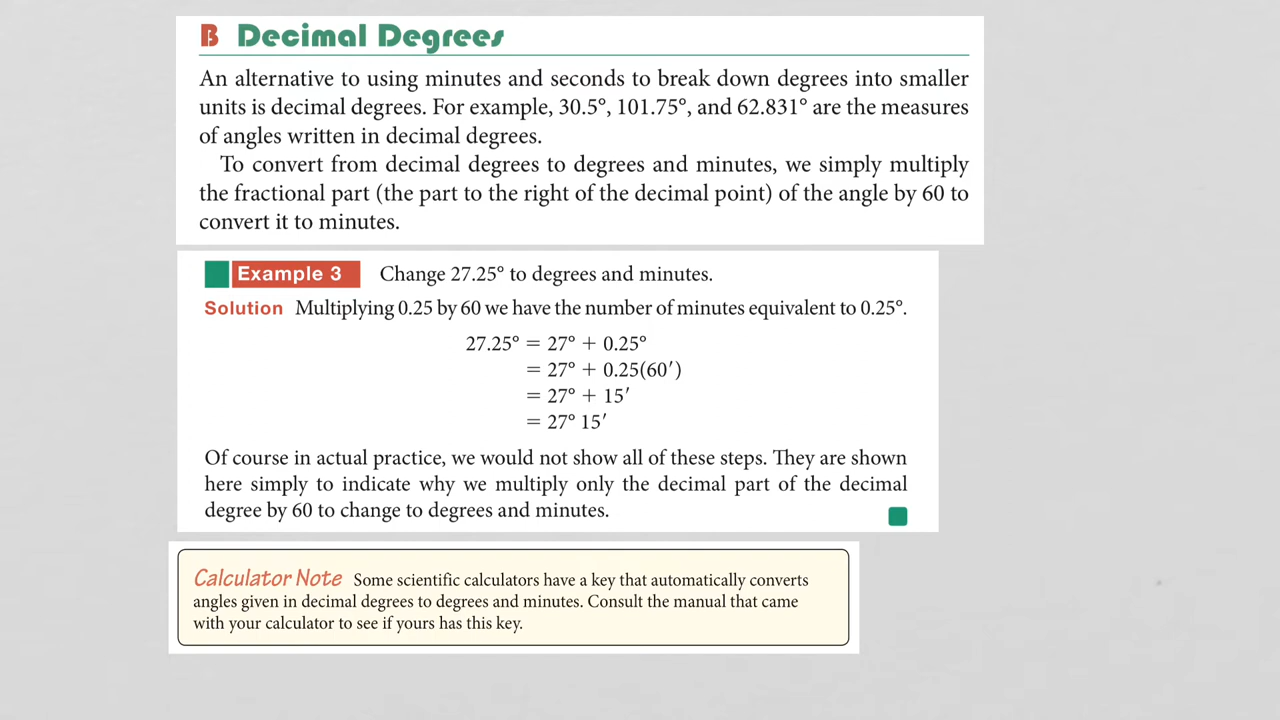 B Decimal Degrees
An alternative to using minutes and seconds to break down degrees into smaller
units is decimal degrees. For example, 30.5°, 101.75°, and 62.831° are the measures
of angles written in decimal degrees.
To convert from decimal degrees to degrees and minutes, we simply multiply
the fractional part (the part to the right of the decimal point) of the angle by 60 to
convert it to minutes.
Example 3 Change 27.25° to degrees and minutes.
Solution Multiplying 0.25 by 60 we have the number of minutes equivalent to 0.25°.
27.25° = 27° + 0.25°
= 27° + 0.25(60′)
= 27° + 15′
= 27° 15′
Of course in actual practice, we would not show all of these steps. They are shown
here simply to indicate why we multiply only the decimal part of the decimal
degree by 60 to change to degrees and minutes.
Calculator Note Some scientific calculators have a key that automatically converts
angles given in decimal degrees to degrees and minutes. Consult the manual that came
with your calculator to see if yours has this key.